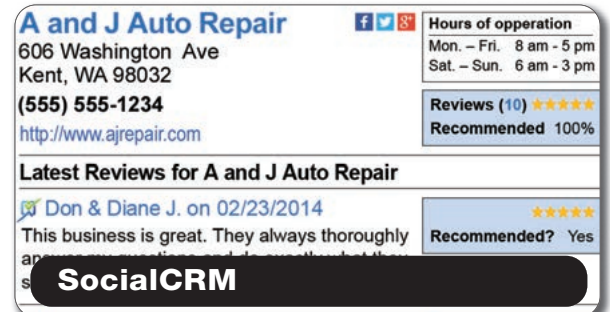 A and J Auto Repair
606 Washington Ave
Kent, WA 98032
(555) 555-1234
http://www.ajrepair.com
Hours of opperation
Mon. – Fri. 8 am - 5 pm
Sat. – Sun. 6 am - 3 pm
Reviews (10)
Recommended 100%
Latest Reviews for A and J Auto Repair
Don & Diane J. on 02/23/2014
This business is great. They always thoroughly
Recommended? Yes
SocialCRM